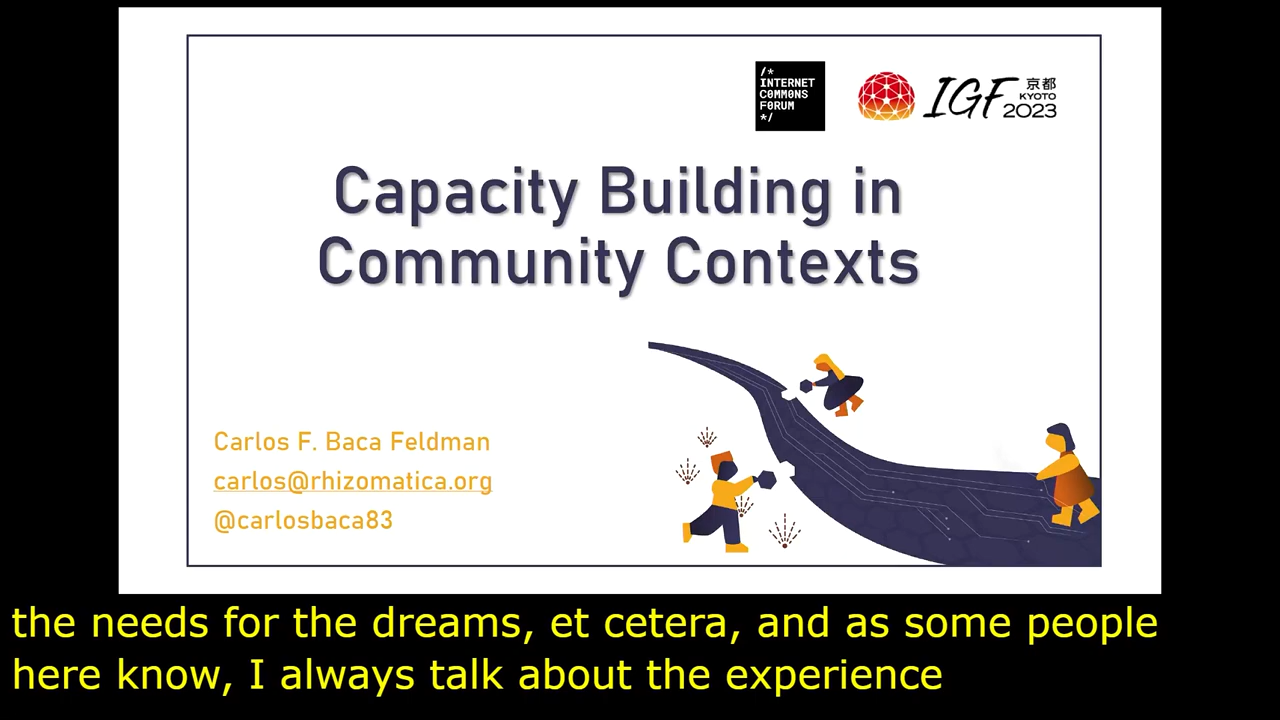 /*
INTERNET
COMMONS
FORUM
*/
IGF
京都
KYOTO
2023
Capacity Building in
Community Contexts
Carlos F. Baca Feldman
carlos@rhizomatica.org
@carlosbaca83
the needs for the dreams, et cetera, and as some people
here know, I always talk about the experience